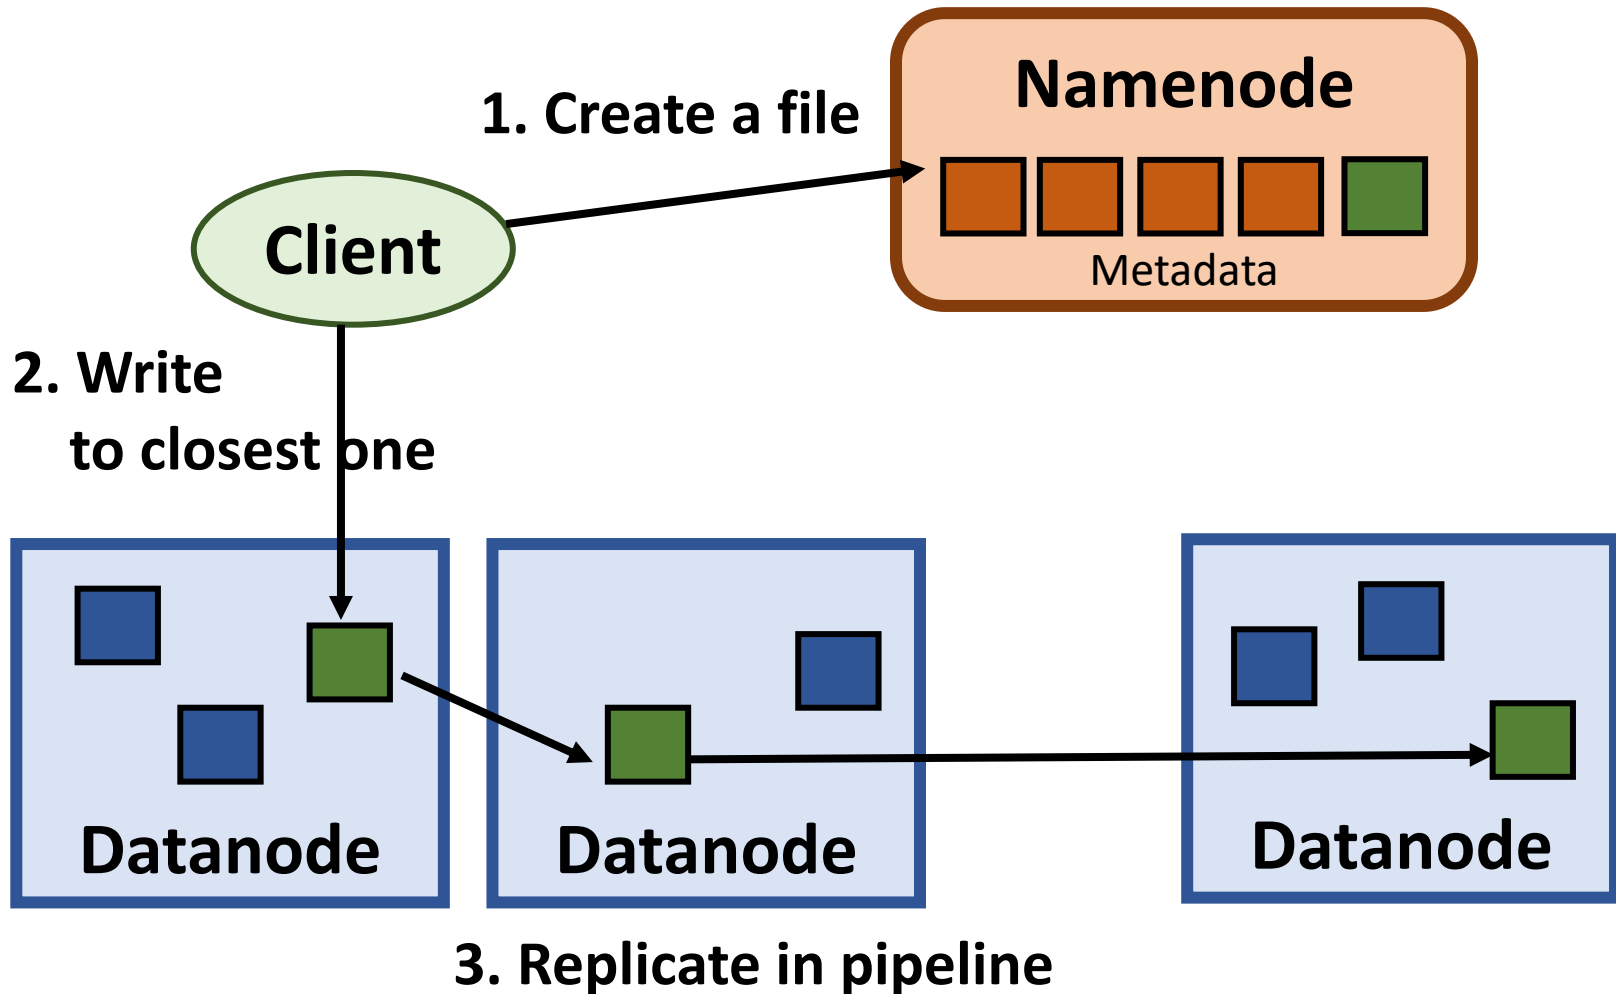 Namenode
1. Create a file
Metadata
Client
2. Write
to closest one
Datanode
Datanode
Datanode
3. Replicate in pipeline